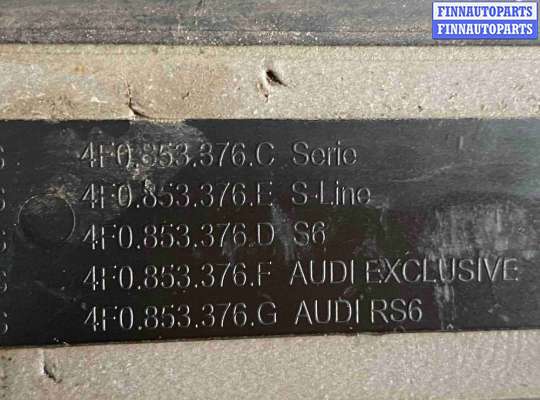 FINNAUTOPARTS
FINNAUTOPARTS
4F0.853.376.C Serie
4F0.853.376.E S-Line
4F0.853.376.D S6
4F0.853.376.F AUDI EXCLUSIVE
4F0.853.376.G AUDI RS6